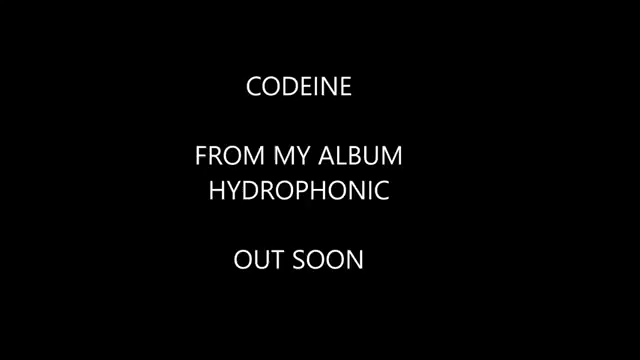 CODEINE
FROM MY ALBUM
HYDROPHONIC
OUT SOON